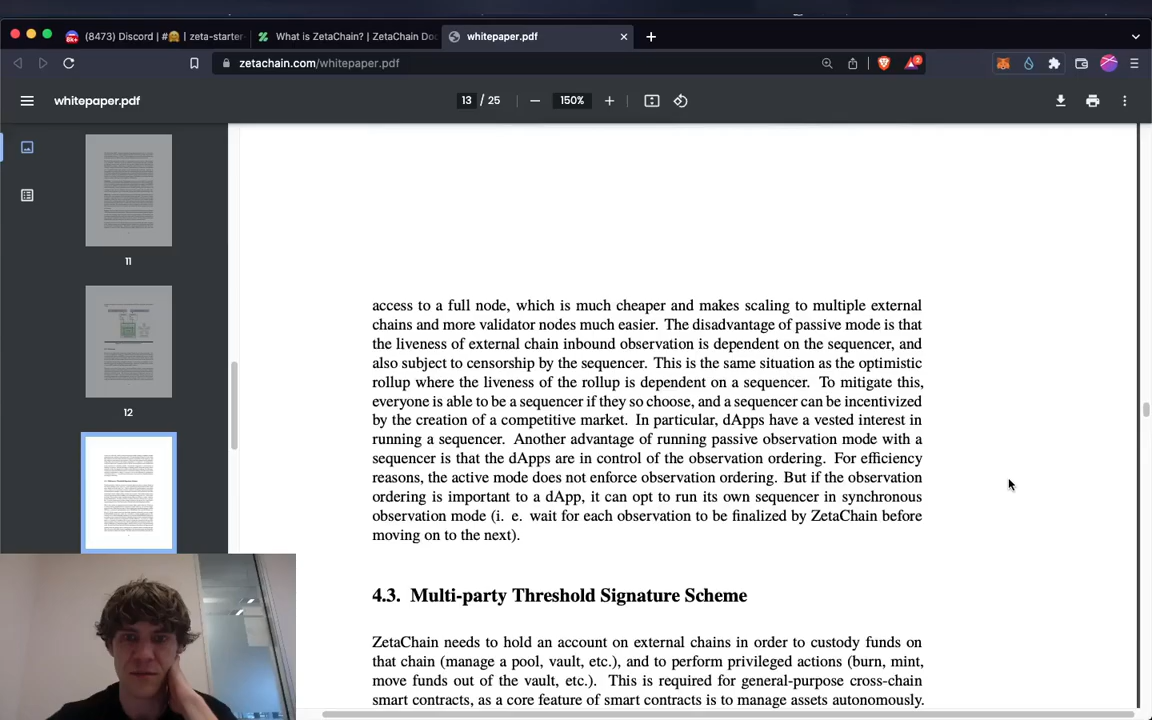 (8473) Discord | #🤗 | zeta-starter-
What is ZetaChain? | ZetaChain Doc
whitepaper.pdf
zetachain.com/whitepaper.pdf
2
whitepaper.pdf
13 / 25
150%
11
12
access to a full node, which is much cheaper and makes scaling to multiple external
chains and more validator nodes much easier. The disadvantage of passive mode is that
the liveness of external chain inbound observation is dependent on the sequencer, and
also subject to censorship by the sequencer. This is the same situation as the optimistic
rollup where the liveness of the rollup is dependent on a sequencer. To mitigate this,
everyone is able to be a sequencer if they so choose, and a sequencer can be incentivized
by the creation of a competitive market. In particular, dApps have a vested interest in
running a sequencer. Another advantage of running passive observation mode with a
sequencer is that the dApps are in control of the observation ordering. For efficiency
reasons, the active mode does not enforce observation ordering. But if the observation
ordering is important to a dApp, it can opt to run its own sequencer in synchronous
observation mode (i. e. wait for each observation to be finalized by ZetaChain before
moving on to the next).
4.3. Multi-party Threshold Signature Scheme
ZetaChain needs to hold an account on external chains in order to custody funds on
that chain (manage a pool, vault, etc.), and to perform privileged actions (burn, mint,
move funds out of the vault, etc.). This is required for general-purpose cross-chain
smart contracts, as a core feature of smart contracts is to manage assets autonomously.